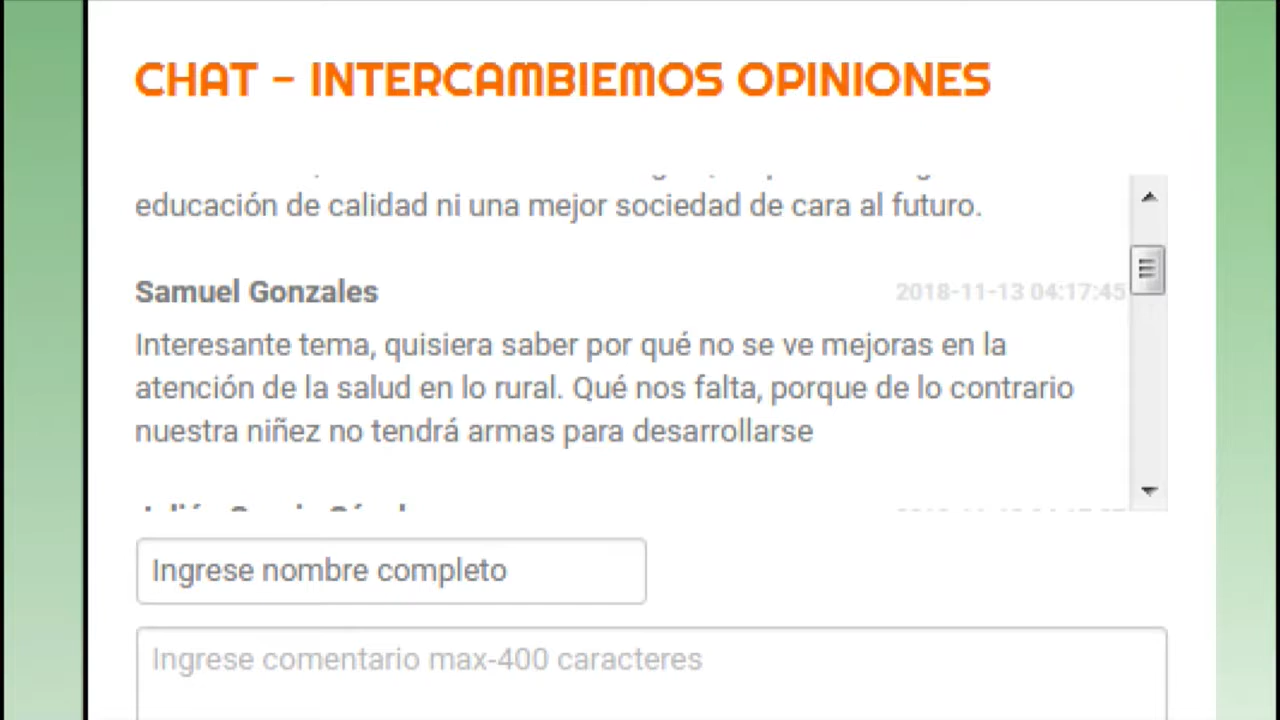 CHAT - INTERCAMBIEMOS OPINIONES
educación de calidad ni una mejor sociedad de cara al futuro.
Samuel Gonzales 2018-11-13 04:17:45
Interesante tema, quisiera saber por qué no se ve mejoras en la
atención de la salud en lo rural. Qué nos falta, porque de lo contrario
nuestra niñez no tendrá armas para desarrollarse
Ingrese nombre completo
Ingrese comentario max-400 caracteres